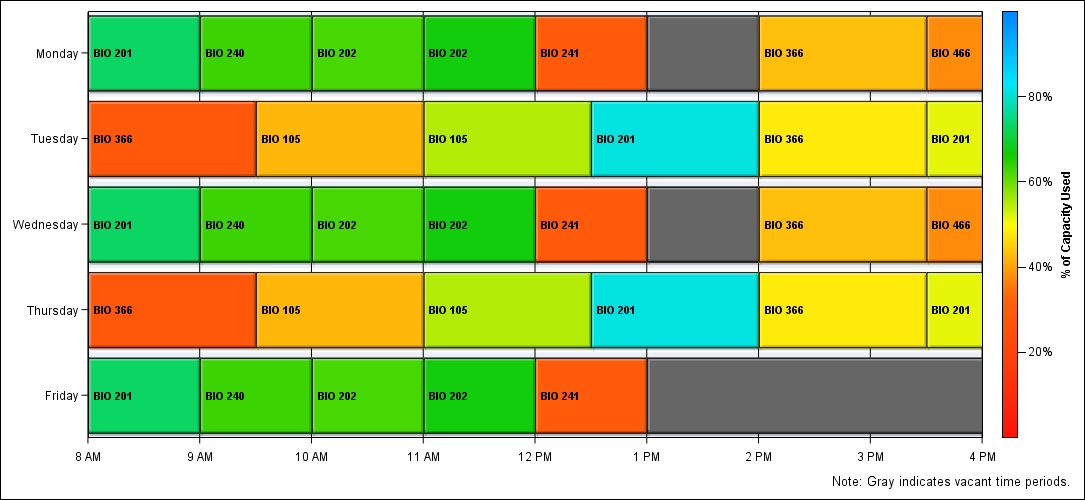 Monday BIO 201 BIO 240 BIO 202 BIO 202 BIO 241 BIO 366 BIO 466
Tuesday BIO 366 BIO 105 BIO 105 BIO 201 BIO 366 BIO 201
Wednesday BIO 201 BIO 240 BIO 202 BIO 202 BIO 241 BIO 366 BIO 466
Thursday BIO 366 BIO 105 BIO 105 BIO 201 BIO 366 BIO 201
Friday BIO 201 BIO 240 BIO 202 BIO 202 BIO 241
8 AM 9 AM 10 AM 11 AM 12 PM 1 PM 2 PM 3 PM 4 PM
80%
60%
40%
20%
% of Capacity Used
Note: Gray indicates vacant time periods.